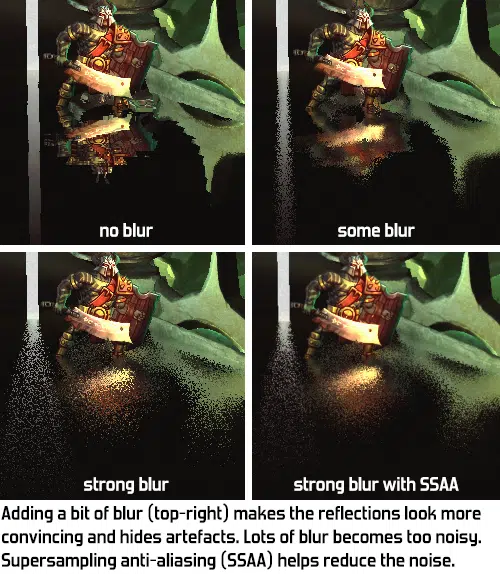 no blur
some blur
strong blur
strong blur with SSAA
Adding a bit of blur (top-right) makes the reflections look more
convincing and hides artefacts. Lots of blur becomes too noisy.
Supersampling anti-aliasing (SSAA) helps reduce the noise.